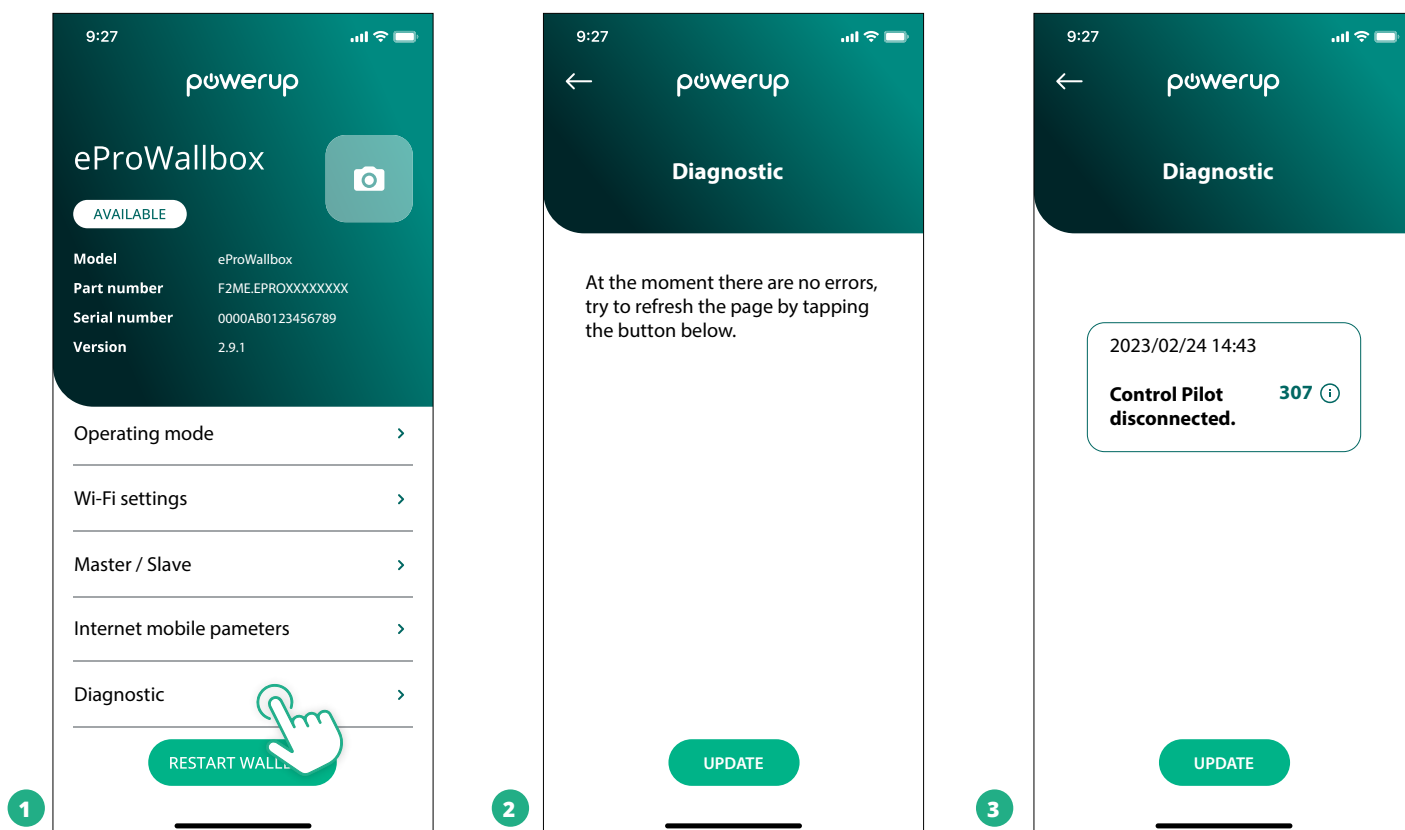 9:27
powerup
eProWallbox
AVAILABLE
Model eProWallbox
Part number F2ME.EPROXXXXXXXX
Serial number 0000AB0123456789
Version 2.9.1
Operating mode
Wi-Fi settings
Master / Slave
Internet mobile pameters
Diagnostic
RESTART
1
9:27
powerup
Diagnostic
At the moment there are no errors,
try to refresh the page by tapping
the button below.
UPDATE
2
9:27
powerup
Diagnostic
2023/02/24 14:43
Control Pilot 307
disconnected.
UPDATE
3